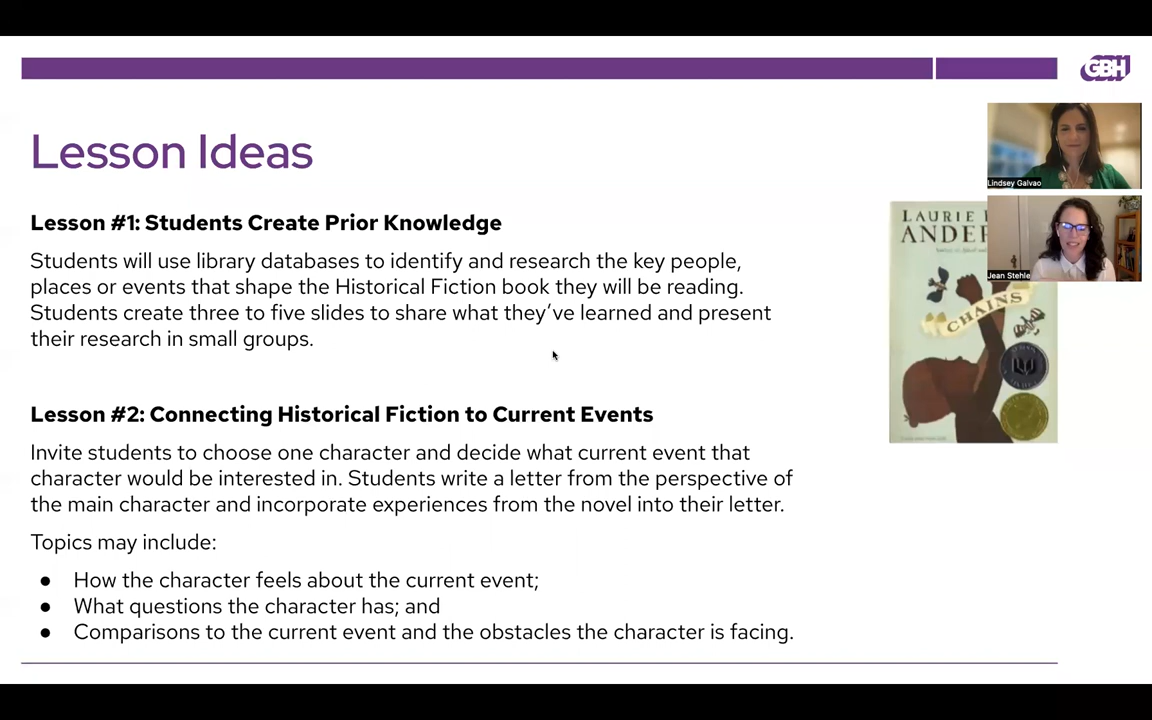 GBH
Lesson Ideas
Lindsey Galvao
Lesson #1: Students Create Prior Knowledge
LAURIE
ANDE
Students will use library databases to identify and research the key people,
places or events that shape the Historical Fiction book they will be reading.
Students create three to five slides to share what they've learned and present
their research in small groups.
Jean Stehle
CHAINS
Lesson #2: Connecting Historical Fiction to Current Events
Invite students to choose one character and decide what current event that
character would be interested in. Students write a letter from the perspective of
the main character and incorporate experiences from the novel into their letter.
Topics may include:
● How the character feels about the current event;
● What questions the character has; and
● Comparisons to the current event and the obstacles the character is facing.